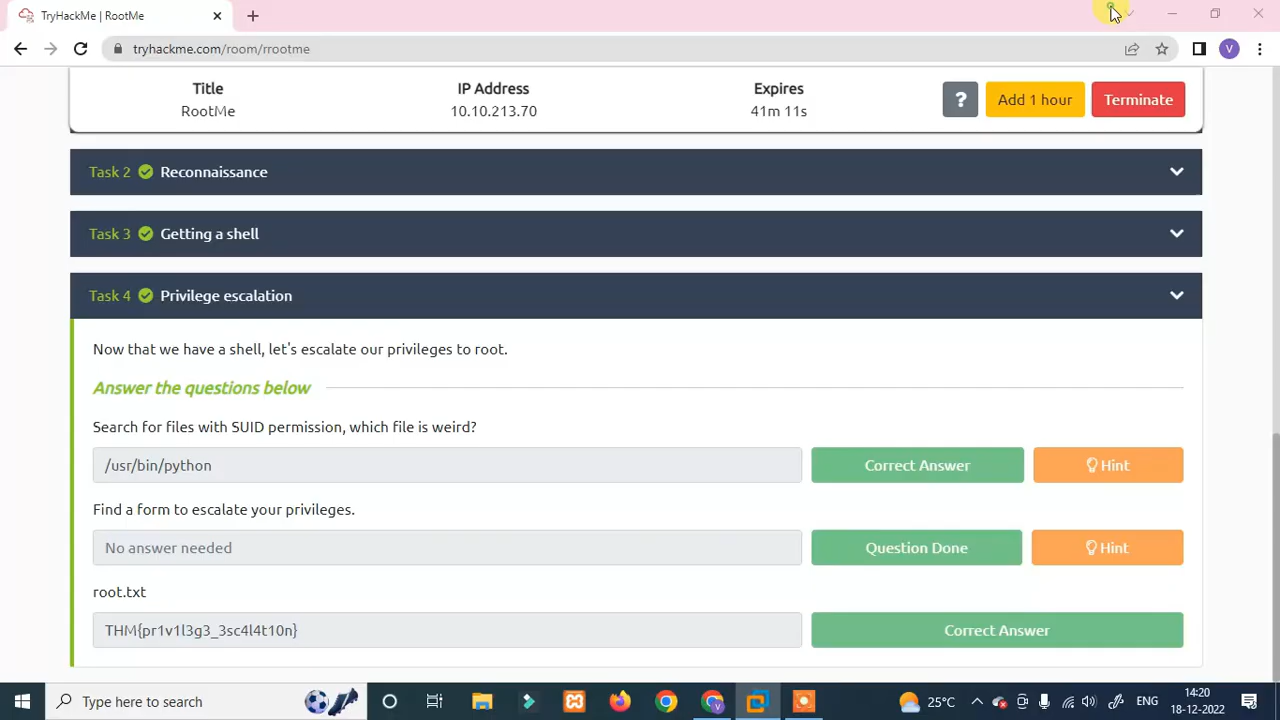 TryHackMe | RootMe
tryhackme.com/room/rrootme
V
Title IP Address Expires
RootMe 10.10.213.70 41m 11s
? Add 1 hour Terminate
Task 2 Reconnaissance
Task 3 Getting a shell
Task 4 Privilege escalation
Now that we have a shell, let's escalate our privileges to root.
Answer the questions below
Search for files with SUID permission, which file is weird?
/usr/bin/python Correct Answer Hint
Find a form to escalate your privileges.
No answer needed Question Done Hint
root.txt
THM{pr1v1l3g3_3sc4l4t10n} Correct Answer
Type here to search 25°C ENG 14:20
18-12-2022